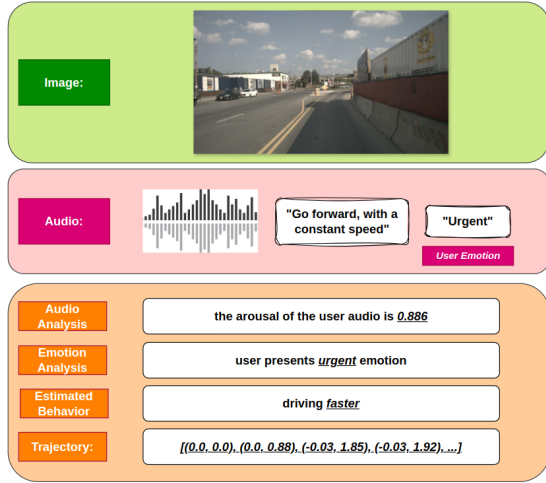 Image:
Audio:
"Go forward, with a
constant speed"
"Urgent"
User Emotion
Audio
Analysis
the arousal of the user audio is 0.886
Emotion
Analysis
user presents urgent emotion
Estimated
Behavior
driving faster
Trajectory:
[(0.0, 0.0), (0.0, 0.88), (-0.03, 1.85), (-0.03, 1.92), ...]